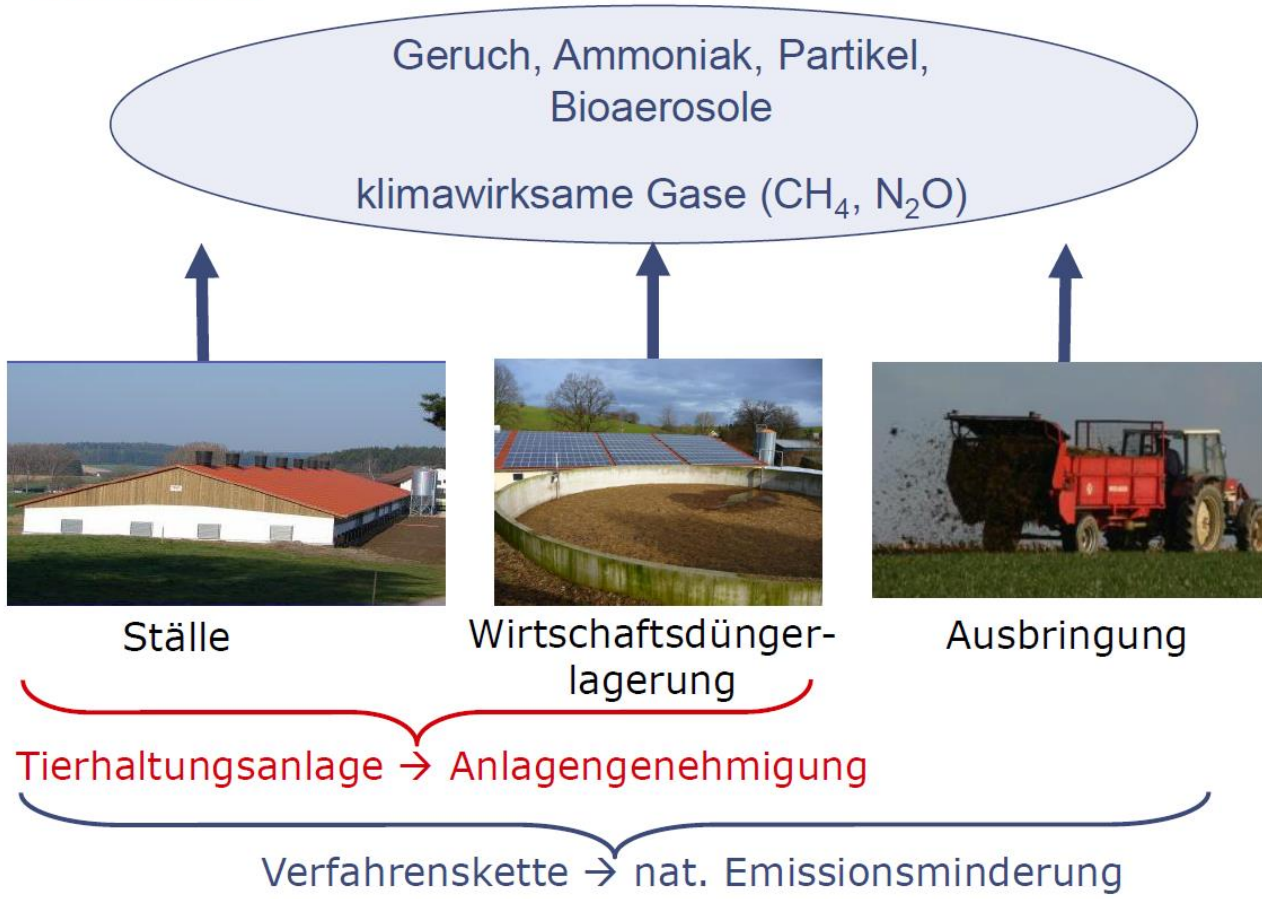 Geruch, Ammoniak, Partikel,
Bioaerosole
klimawirksame Gase (CH₄, N₂O)
Ställe
Wirtschaftsdünger-
lagerung
Ausbringung
Tierhaltungsanlage → Anlagengenehmigung
Verfahrenskette → nat. Emissionsminderung